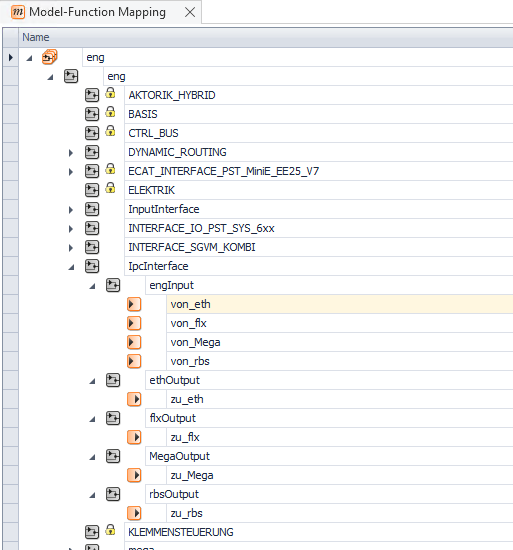 Model-Function Mapping
Name
eng
eng
AKTORIK_HYBRID
BASIS
CTRL_BUS
DYNAMIC_ROUTING
ECAT_INTERFACE_PST_MiniE_EE25_V7
ELEKTRIK
InputInterface
INTERFACE_IO_PST_SYS_6xx
INTERFACE_SGVM_KOMBI
IpcInterface
engInput
von_eth
von_flx
von_Mega
von_rbs
ethOutput
zu_eth
flxOutput
zu_flx
MegaOutput
zu_Mega
rbsOutput
zu_rbs
KLEMMENSTEUERUNG
mega